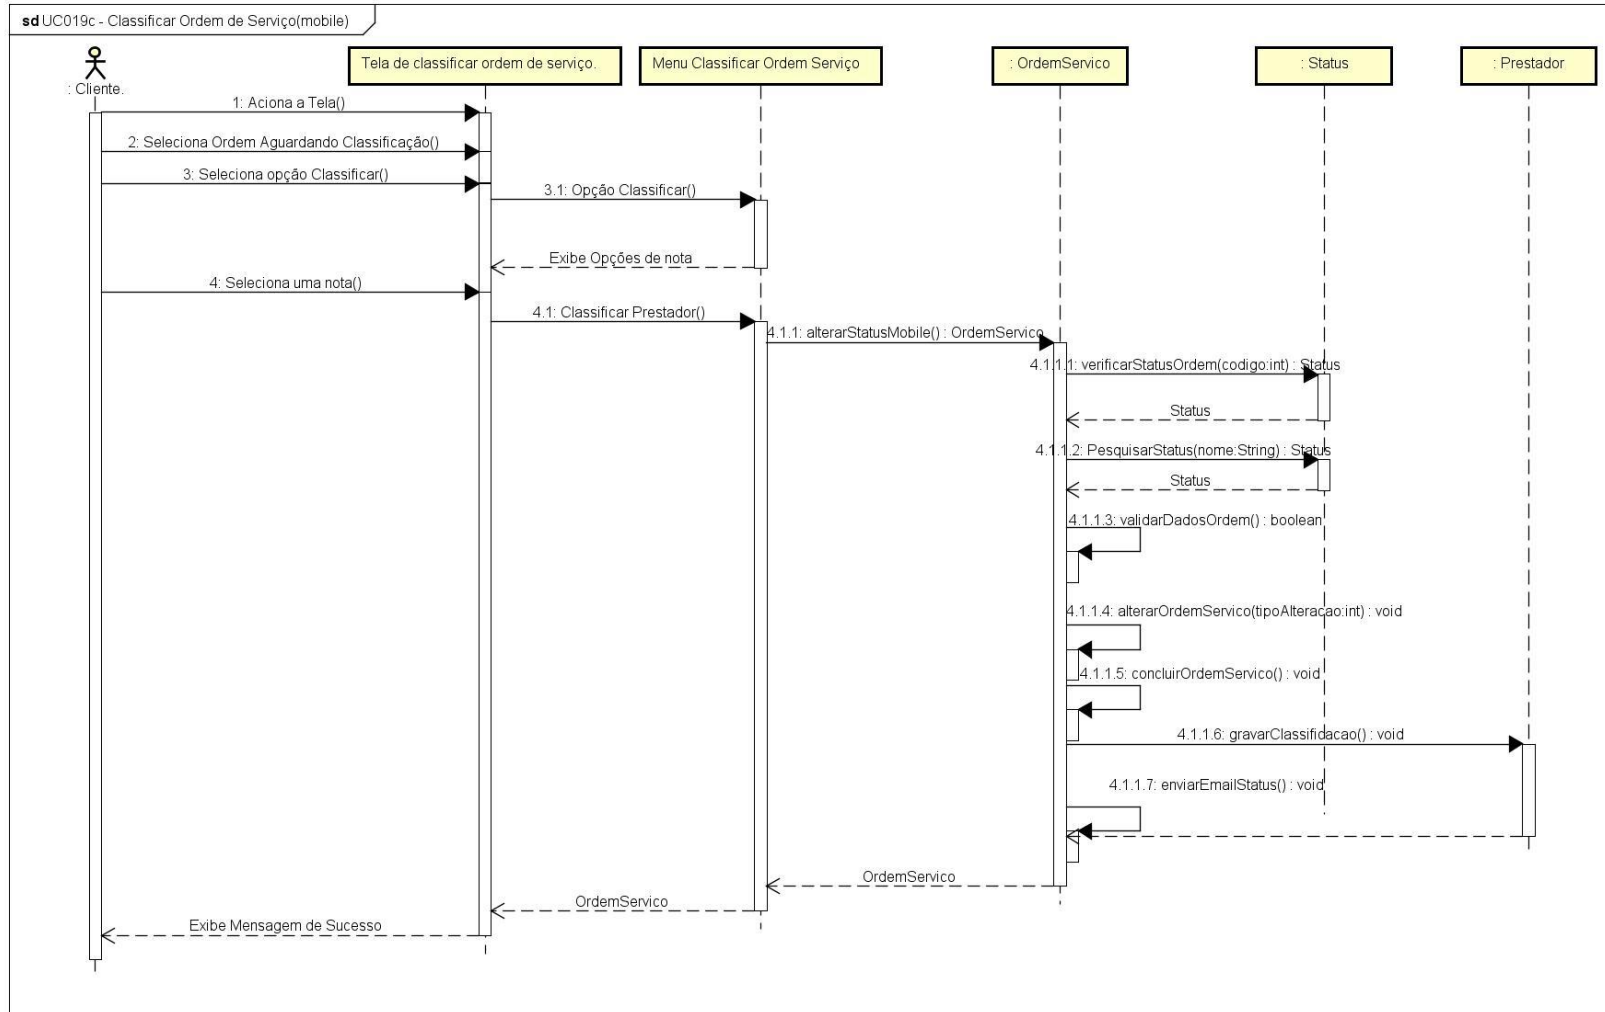 sd UC019c - Classificar Ordem de Serviço(mobile)
: Cliente.
Tela de classificar ordem de serviço.
Menu Classificar Ordem Serviço
: OrdemServico
: Status
: Prestador
1: Aciona a Tela()
2: Seleciona Ordem Aguardando Classificação()
3: Seleciona opção Classificar()
3.1: Opção Classificar()
Exibe Opções de nota
4: Seleciona uma nota()
4.1: Classificar Prestador()
4.1.1: alterarStatusMobile() : OrdemServico
4.1.1.1: verificarStatusOrdem(codigo:int) : Status
Status
4.1.1.2: PesquisarStatus(nome:String) : Status
Status
4.1.1.3: validarDadosOrdem() : boolean
4.1.1.4: alterarOrdemServico(tipoAlteracao:int) : void
4.1.1.5: concluirOrdemServico() : void
4.1.1.6: gravarClassificacao() : void
4.1.1.7: enviarEmailStatus() : void
OrdemServico
OrdemServico
Exibe Mensagem de Sucesso